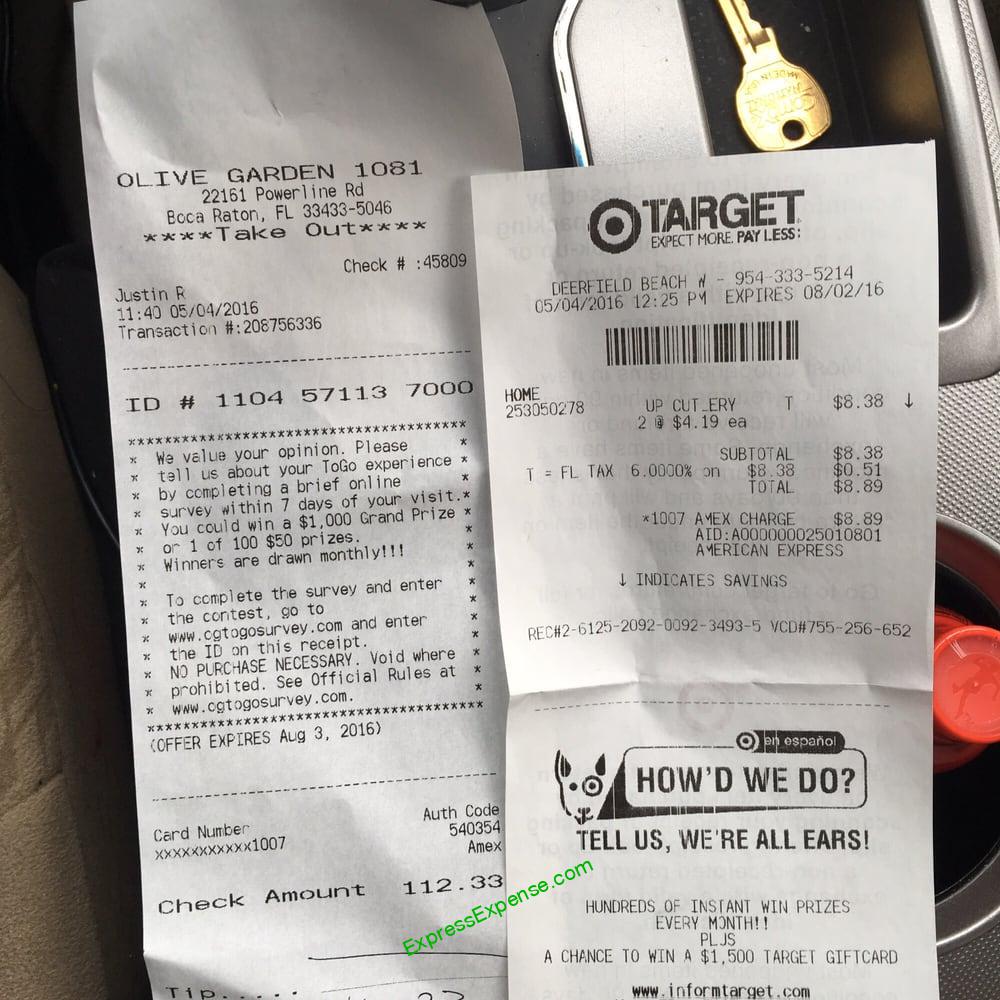 OLIVE GARDEN 1081
22161 Powerline Rd
Boca Raton, FL 33433-5046
****Take Out****
Check # :45809
Justin R
11:40 05/04/2016
Transaction #:208756336
ID # 1104 57113 7000
We value your opinion. Please
tell us about your ToGo experience
by completing a brief online
survey within 7 days of your visit.
You could win a $1,000 Grand Prize
or 1 of 100 $50 prizes.
Winners are drawn monthly!!!
To complete the survey and enter
the contest, go to
www.ogtogosurvey.com and enter
the ID on this receipt.
NO PURCHASE NECESSARY. Void where
prohibited. See Official Rules at
www.ogtogosurvey.com.
(OFFER EXPIRES Aug 3, 2016)
Auth Code
Card Number 540354
xxxxxxxxxxx1007 Amex
Check Amount 112.33
Tip.....
TARGET
EXPECT MORE. PAY LESS.
DEERFIELD BEACH W - 954-333-5214
05/04/2016 12:25 PM EXPIRES 08/02/16
HOME
253050278 UP CUTLERY T $8.38 ↓
2 @ $4.19 ea
SUBTOTAL $8.38
T = FL TAX 6.0000% on $8.38 $0.51
TOTAL $8.89
*1007 AMEX CHARGE $8.89
AID:A000000025010801
AMERICAN EXPRESS
↓ INDICATES SAVINGS
REC#2-6125-2092-0092-3493-5 VCD#755-256-652
en español
HOW'D WE DO?
TELL US, WE'RE ALL EARS!
HUNDREDS OF INSTANT WIN PRIZES
EVERY MONTH!!
PLUS
A CHANCE TO WIN A $1,500 TARGET GIFTCARD
www.informtarget.com
ExpressExpense.com